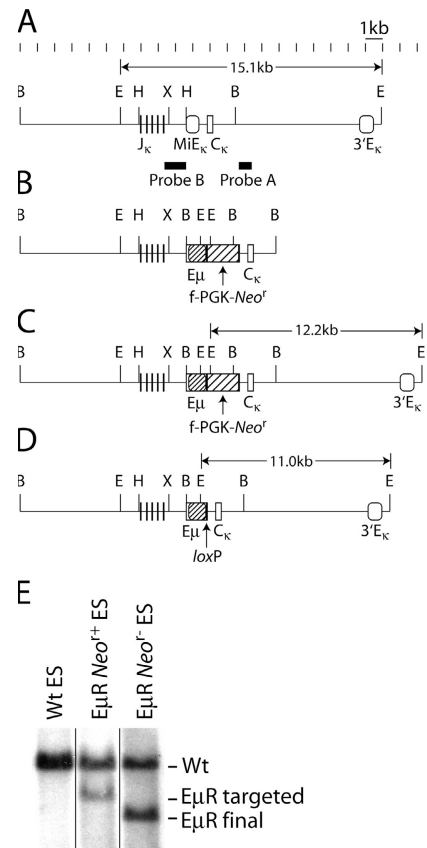 A
1kb
15.1kb
B E H X H B E
Jκ MiEκ Cκ 3'Eκ
Probe B Probe A
B
B E H X B E E B B
Eμ Cκ
f-PGK-Neoʳ
C
12.2kb
B E H X B E E B B E
Eμ Cκ 3'Eκ
f-PGK-Neoʳ
D
11.0kb
B E H X B E B E
Eμ Cκ 3'Eκ
loxP
E
Wt ES
EμR Neoʳ⁺ ES
EμR Neoʳ⁻ ES
Wt
EμR targeted
EμR final